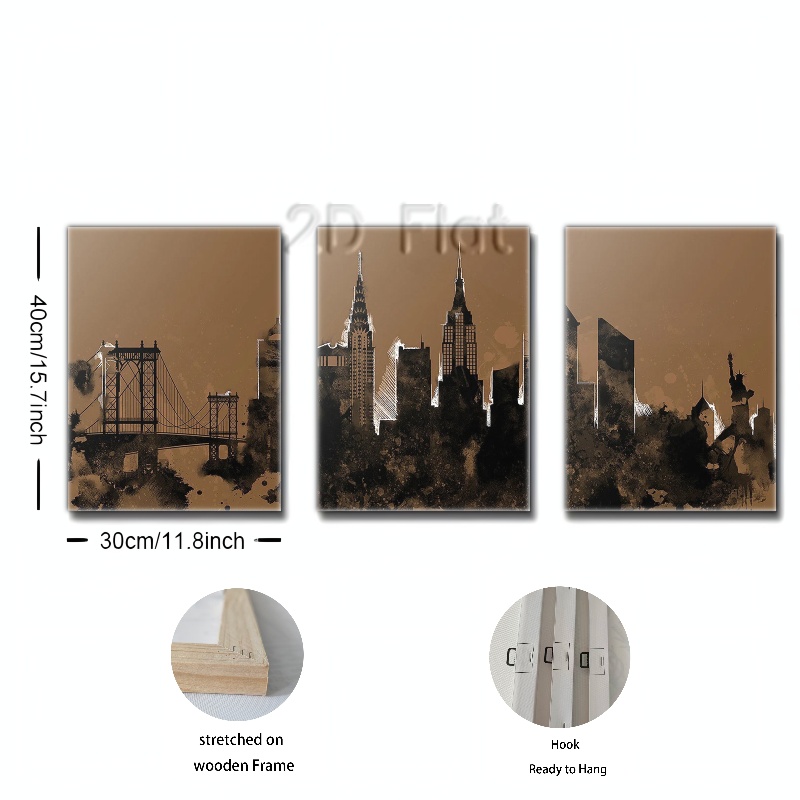 2D Flat
40cm/15.7inch
30cm/11.8inch
stretched on
wooden Frame
Hook
Ready to Hang